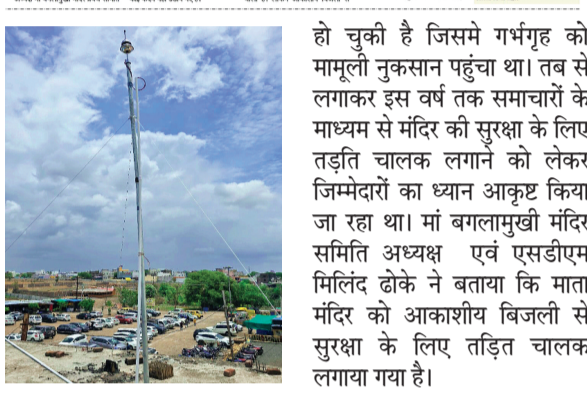 हो चुकी है जिसमे गर्भगृह को
मामूली नुकसान पहुंचा था। तब से
लगाकर इस वर्ष तक समाचारों के
माध्यम से मंदिर की सुरक्षा के लिए
तड़ति चालक लगाने को लेकर
जिम्मेदारों का ध्यान आकृष्ट किया
जा रहा था। मां बगलामुखी मंदिर
समिति अध्यक्ष एवं एसडीएम
मिलिंद ढोके ने बताया कि माता
मंदिर को आकाशीय बिजली से
सुरक्षा के लिए तड़ित चालक
लगाया गया है।